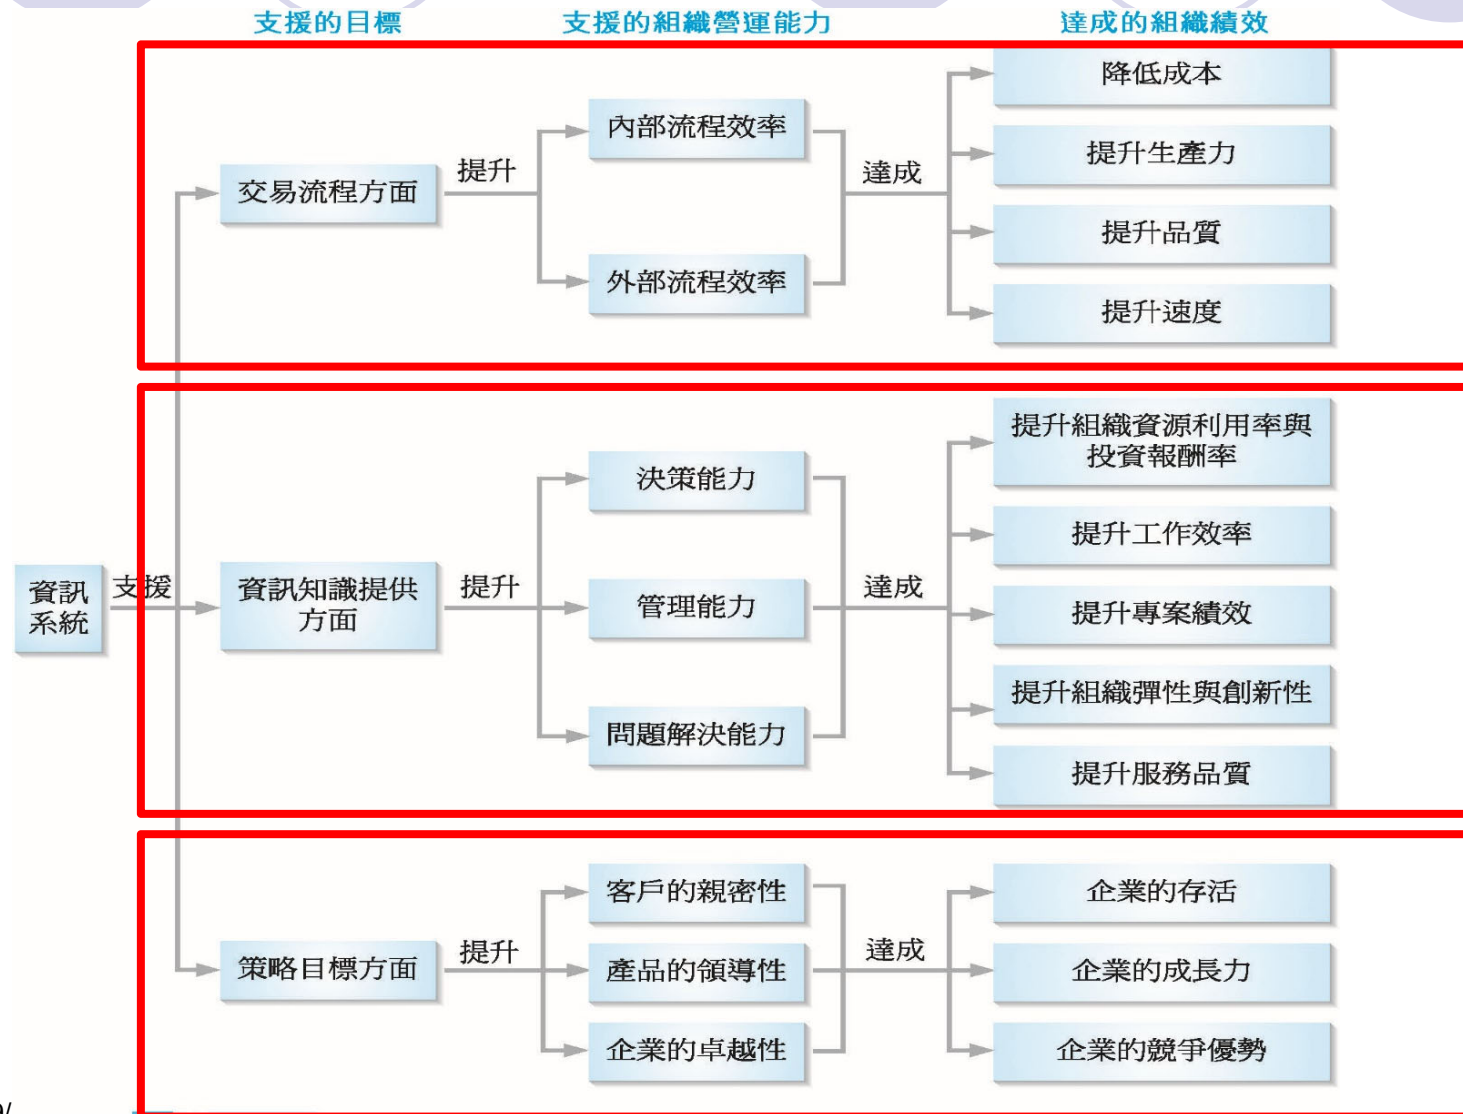 支援的目標
支援的組織營運能力
達成的組織績效
降低成本
內部流程效率
提升生產力
提升
達成
交易流程方面
提升品質
外部流程效率
提升速度
提升組織資源利用率與
投資報酬率
決策能力
提升工作效率
資訊
系統
支援
資訊知識提供
方面
提升
管理能力
達成
提升專案績效
提升組織彈性與創新性
問題解決能力
提升服務品質
客戶的親密性
企業的存活
策略目標方面
提升
產品的領導性
達成
企業的成長力
企業的卓越性
企業的競爭優勢